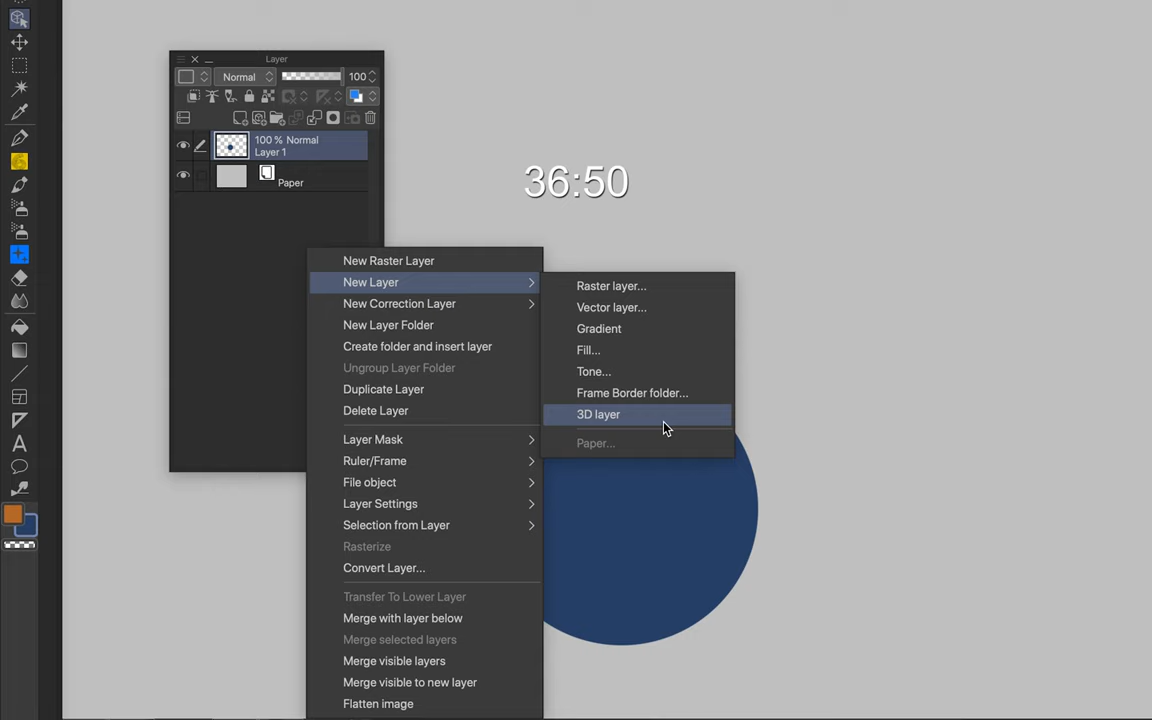 Layer
Normal 100
100 % Normal
Layer 1
Paper
36:50
New Raster Layer
New Layer
New Correction Layer
New Layer Folder
Create folder and insert layer
Ungroup Layer Folder
Duplicate Layer
Delete Layer
Layer Mask
Ruler/Frame
File object
Layer Settings
Selection from Layer
Rasterize
Convert Layer...
Transfer To Lower Layer
Merge with layer below
Merge selected layers
Merge visible layers
Merge visible to new layer
Flatten image
Raster layer...
Vector layer...
Gradient
Fill...
Tone...
Frame Border folder...
3D layer
Paper...